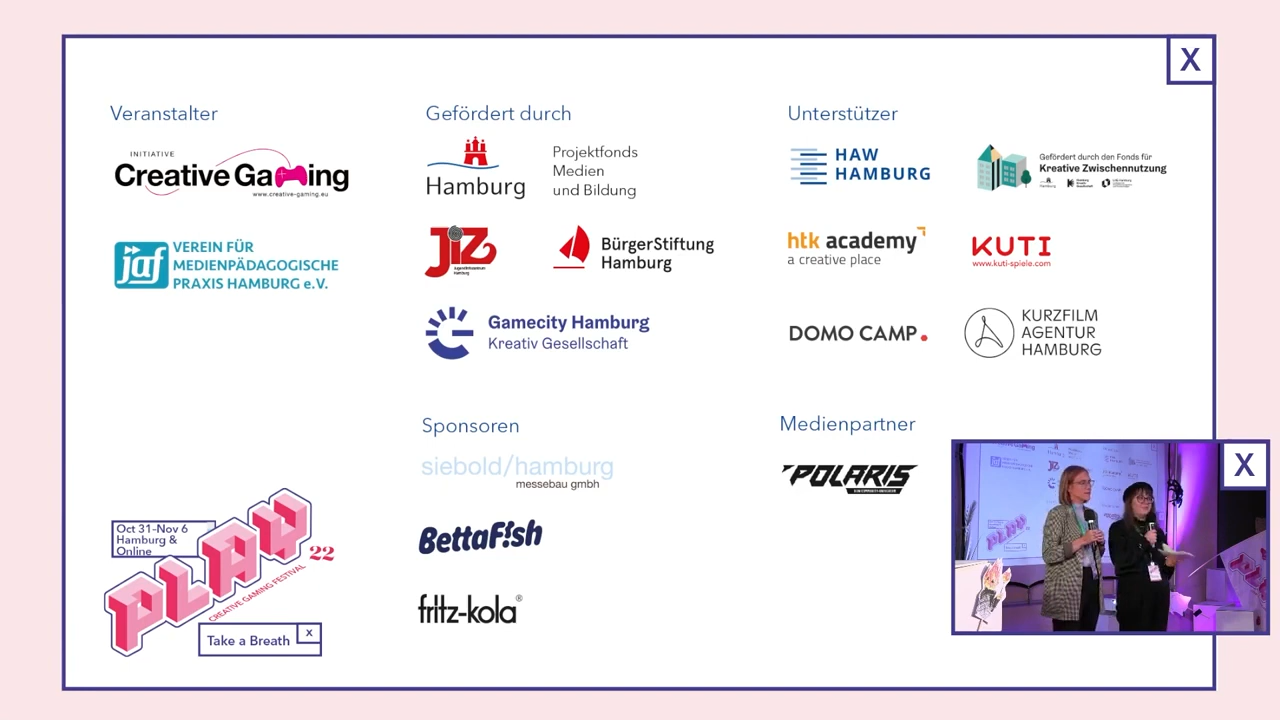 X
Veranstalter
INITIATIVE
Creative Gaming
www.creative-gaming.eu
jaf
VEREIN FÜR
MEDIENPÄDAGOGISCHE
PRAXIS HAMBURG e.V.
Gefördert durch
Hamburg
Projektfonds
Medien
und Bildung
JIZ
BürgerStiftung
Hamburg
Gamecity Hamburg
Kreativ Gesellschaft
Unterstützer
HAW
HAMBURG
Gefördert durch den Fonds für
Kreative Zwischennutzung
htk academy
a creative place
KUTI
www.kuti-spiele.com
DOMO CAMP.
KURZFILM
AGENTUR
HAMBURG
Sponsoren
siebold/hamburg
messebau gmbh
BettaF!sh
fritz-kola®
Medienpartner
POLARIS
X
Oct 31-Nov 6
Hamburg &
Online
PLAY
22
CREATIVE GAMING FESTIVAL
Take a Breath
X